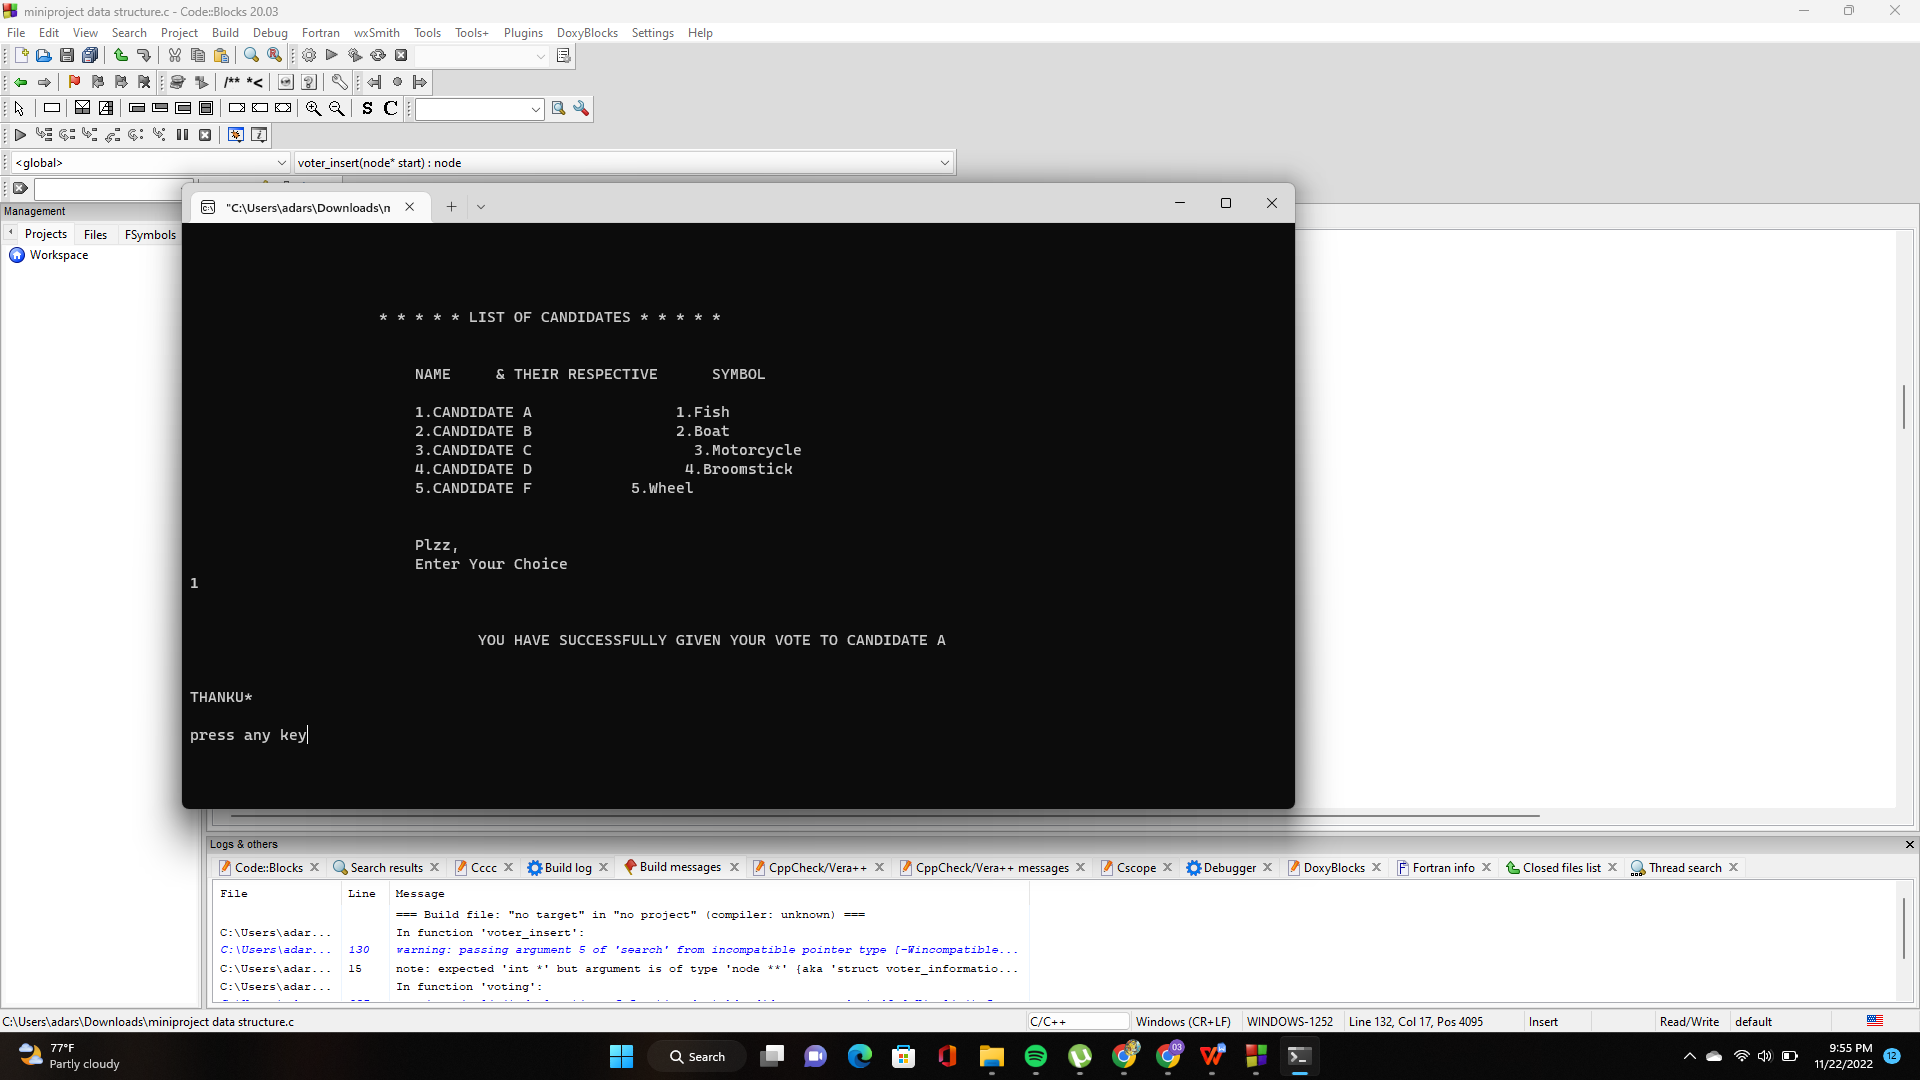 miniproject data structure.c - Code::Blocks 20.03
File Edit View Search Project Build Debug Fortran wxSmith Tools Tools+ Plugins DoxyBlocks Settings Help
/** *<
S C
<global> voter_insert(node* start) : node
Management
Projects Files FSymbols
Workspace
"C:\Users\adars\Downloads\n
* * * * * LIST OF CANDIDATES * * * * *
NAME & THEIR RESPECTIVE SYMBOL
1.CANDIDATE A 1.Fish
2.CANDIDATE B 2.Boat
3.CANDIDATE C 3.Motorcycle
4.CANDIDATE D 4.Broomstick
5.CANDIDATE F 5.Wheel
Plzz,
Enter Your Choice
1
YOU HAVE SUCCESSFULLY GIVEN YOUR VOTE TO CANDIDATE A
THANKU*
press any key
Logs & others
Code::Blocks Search results Cccc Build log Build messages CppCheck/Vera++ CppCheck/Vera++ messages Cscope Debugger DoxyBlocks Fortran info Closed files list Thread search
File Line Message
=== Build file: "no target" in "no project" (compiler: unknown) ===
C:\Users\adar... In function 'voter_insert':
C:\Users\adar... 130 warning: passing argument 5 of 'search' from incompatible pointer type [-Wincompatible...
C:\Users\adar... 15 note: expected 'int *' but argument is of type 'node **' {aka 'struct voter_informatio...
C:\Users\adar... In function 'voting':
C:\Users\adars\Downloads\miniproject data structure.c C/C++ Windows (CR+LF) WINDOWS-1252 Line 132, Col 17, Pos 4095 Insert Read/Write default
77°F
Partly cloudy
Search
03
9:55 PM
11/22/2022
12